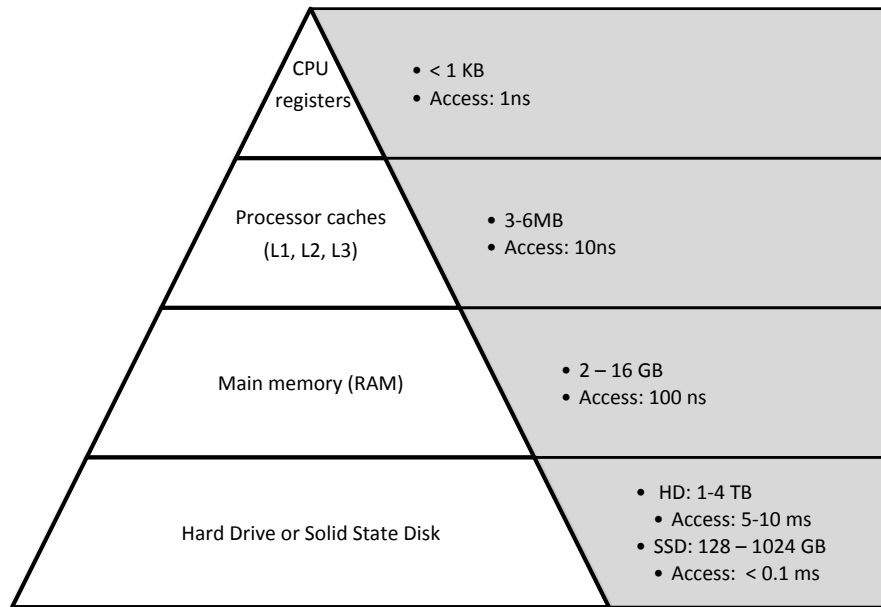 CPU
registers
• < 1 KB
• Access: 1ns
Processor caches
(L1, L2, L3)
• 3-6MB
• Access: 10ns
Main memory (RAM)
• 2 – 16 GB
• Access: 100 ns
Hard Drive or Solid State Disk
• HD: 1-4 TB
• Access: 5-10 ms
• SSD: 128 – 1024 GB
• Access: < 0.1 ms